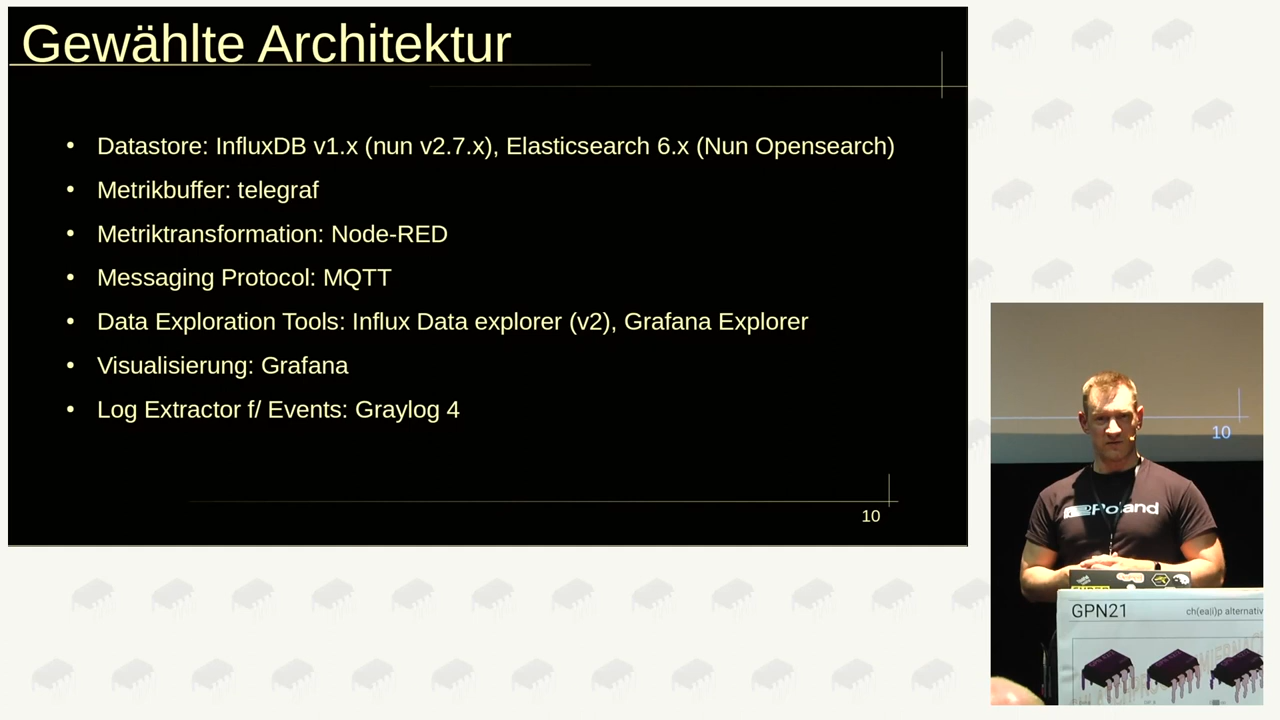 Gewählte Architektur
• Datastore: InfluxDB v1.x (nun v2.7.x), Elasticsearch 6.x (Nun Opensearch)
• Metrikbuffer: telegraf
• Metriktransformation: Node-RED
• Messaging Protocol: MQTT
• Data Exploration Tools: Influx Data explorer (v2), Grafana Explorer
• Visualisierung: Grafana
• Log Extractor f/ Events: Graylog 4
10
10
Roland
GPN21
ch(ea|i)p alternativ